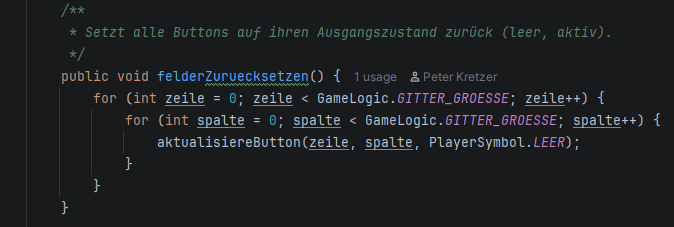 /**
 * Setzt alle Buttons auf ihren Ausgangszustand zurück (leer, aktiv).
 */
public void felderZuruecksetzen() { 1 usage Peter Kretzer
    for (int zeile = 0; zeile < GameLogic.GITTER_GROESSE; zeile++) {
        for (int spalte = 0; spalte < GameLogic.GITTER_GROESSE; spalte++) {
            aktualisiereButton(zeile, spalte, PlayerSymbol.LEER);
        }
    }
}